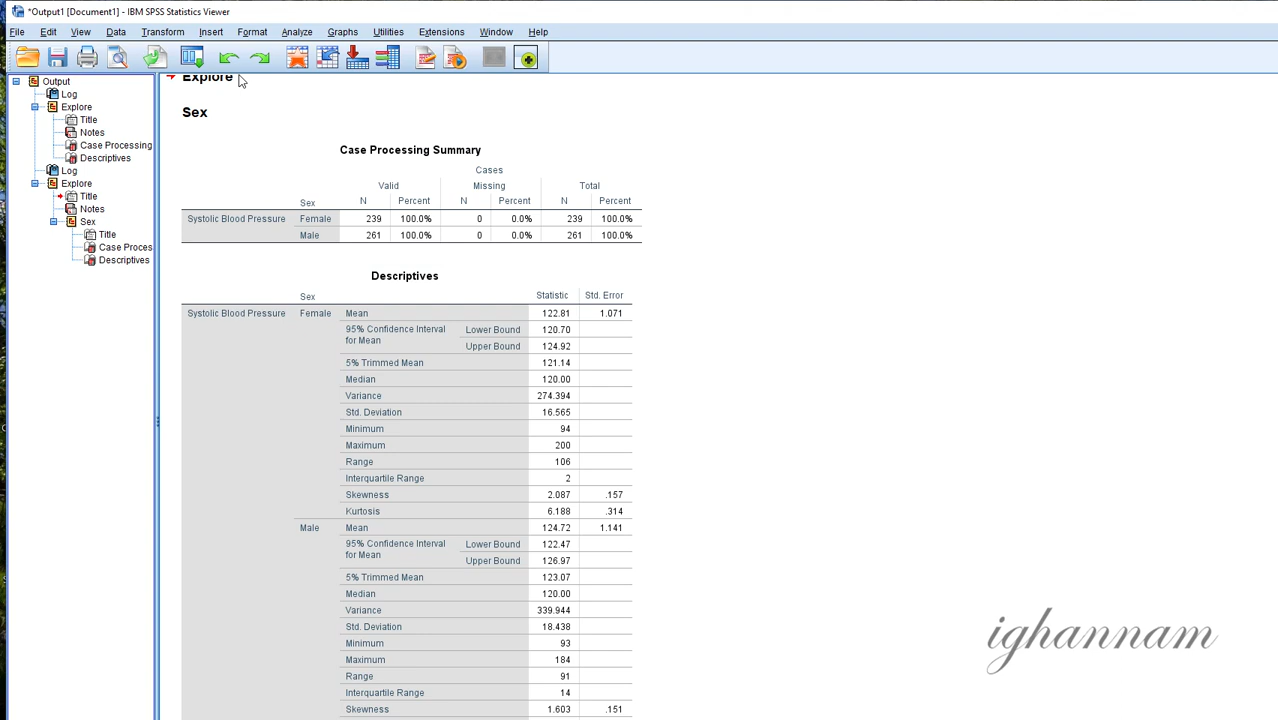 *Output1 [Document1] - IBM SPSS Statistics Viewer
File Edit View Data Transform Insert Format Analyze Graphs Utilities Extensions Window Help
Output
Log
Explore
Title
Notes
Case Processing
Descriptives
Log
Explore
Title
Notes
Sex
Title
Case Proces
Descriptives
Explore
Sex
Case Processing Summary
Cases
Valid Missing Total
Sex N Percent N Percent N Percent
Systolic Blood Pressure Female 239 100.0% 0 0.0% 239 100.0%
Male 261 100.0% 0 0.0% 261 100.0%
Descriptives
Sex Statistic Std. Error
Systolic Blood Pressure Female Mean 122.81 1.071
95% Confidence Interval for Mean Lower Bound 120.70
Upper Bound 124.92
5% Trimmed Mean 121.14
Median 120.00
Variance 274.394
Std. Deviation 16.565
Minimum 94
Maximum 200
Range 106
Interquartile Range 2
Skewness 2.087 .157
Kurtosis 6.188 .314
Male Mean 124.72 1.141
95% Confidence Interval for Mean Lower Bound 122.47
Upper Bound 126.97
5% Trimmed Mean 123.07
Median 120.00
Variance 339.944
Std. Deviation 18.438
Minimum 93
Maximum 184
Range 91
Interquartile Range 14
Skewness 1.603 .151
ighannam